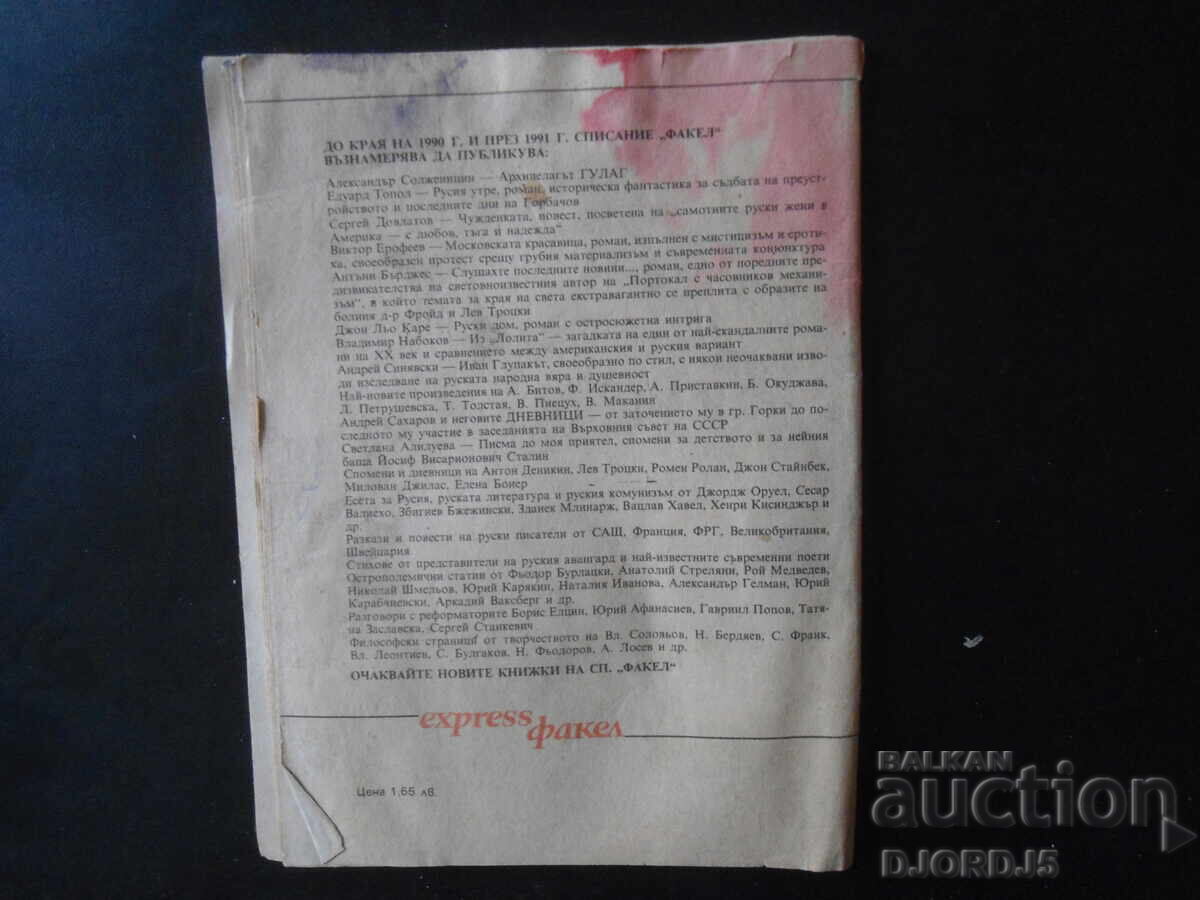 ДО КРАЯ НА 1990 Г. И ПРЕЗ 1991 Г. СПИСАНИЕ „ФАКЕЛ“
ВЪЗНАМЕРЯВА ДА ПУБЛИКУВА:
Александър Солженицин — Архипелагът ГУЛАГ
Едуард Топол — Русия утре, роман, историческа фантастика за съдбата на преуст-
ройството и последните дни на Горбачов
Сергей Довлатов — Чужденката, повест, посветена на „самотните руски жени в
Америка — с любов, тъга и надежда“
Виктор Ерофеев — Московската красавица, роман, изпълнен с мистицизъм и ероти-
ка, своеобразен протест срещу грубия материализъм и съвременната конюнктура
Антъни Бърджес — Слушахте последните новини..., роман, едно от поредните пре-
дизвикателства на световноизвестния автор на „Портокал с часовников механи-
зъм“, в който темата за края на света екстравагантно се преплита с образите на
болния д-р Фройд и Лев Троцки
Джон Льо Каре — Руски дом, роман с остросюжетна интрига
Владимир Набоков — Из „Лолита“ — загадката на един от най-скандалните рома-
ни на XX век и сравнението между американския и руския вариант
Андрей Синявски — Иван Глупакът, своеобразно по стил, с някои неочаквани изво-
ди изследване на руската народна вяра и душевност
Най-новите произведения на А. Битов, Ф. Искандер, А. Приставкин, Б. Окуджава,
Л. Петрушевска, Т. Толстая, В. Пиецух, В. Маканин
Андрей Сахаров и неговите ДНЕВНИЦИ — от заточението му в гр. Горки до по-
следното му участие в заседанията на Върховния съвет на СССР
Светлана Алилуева — Писма до моя приятел, спомени за детството и за нейния
баща Йосиф Висарионович Сталин
Спомени и дневници на Антон Деникин, Лев Троцки, Ромен Ролан, Джон Стайнбек,
Милован Джилас, Елена Бонер
Есета за Русия, руската литература и руския комунизъм от Джордж Оруел, Сесар
Валиехо, Збигнев Бжежински, Зданек Млинарж, Вацлав Хавел, Хенри Кисинджър и
др.
Разкази и повести на руски писатели от САЩ, Франция, ФРГ, Великобритания,
Швейцария
Стихове от представители на руския авангард и най-известните съвременни поети
Острополемични статии от Фьодор Бурлацки, Анатолий Стреляни, Рой Медведев,
Николай Шмельов, Юрий Карякин, Наталия Иванова, Александър Гелман, Юрий
Карабчиевски, Аркадий Ваксберг и др.
Разговори с реформаторите Борис Елцин, Юрий Афанасиев, Гавриил Попов, Татя-
на Заславска, Сергей Станкевич
Философски страници от творчеството на Вл. Соловьов, Н. Бердяев, С. Франк,
Вл. Леонтиев, С. Булгаков, Н. Фьодоров, А. Лосев и др.
ОЧАКВАЙТЕ НОВИТЕ КНИЖКИ НА СП. „ФАКЕЛ“
express факел
Цена 1,65 лв.
BALKAN
auction
DJORDJ5